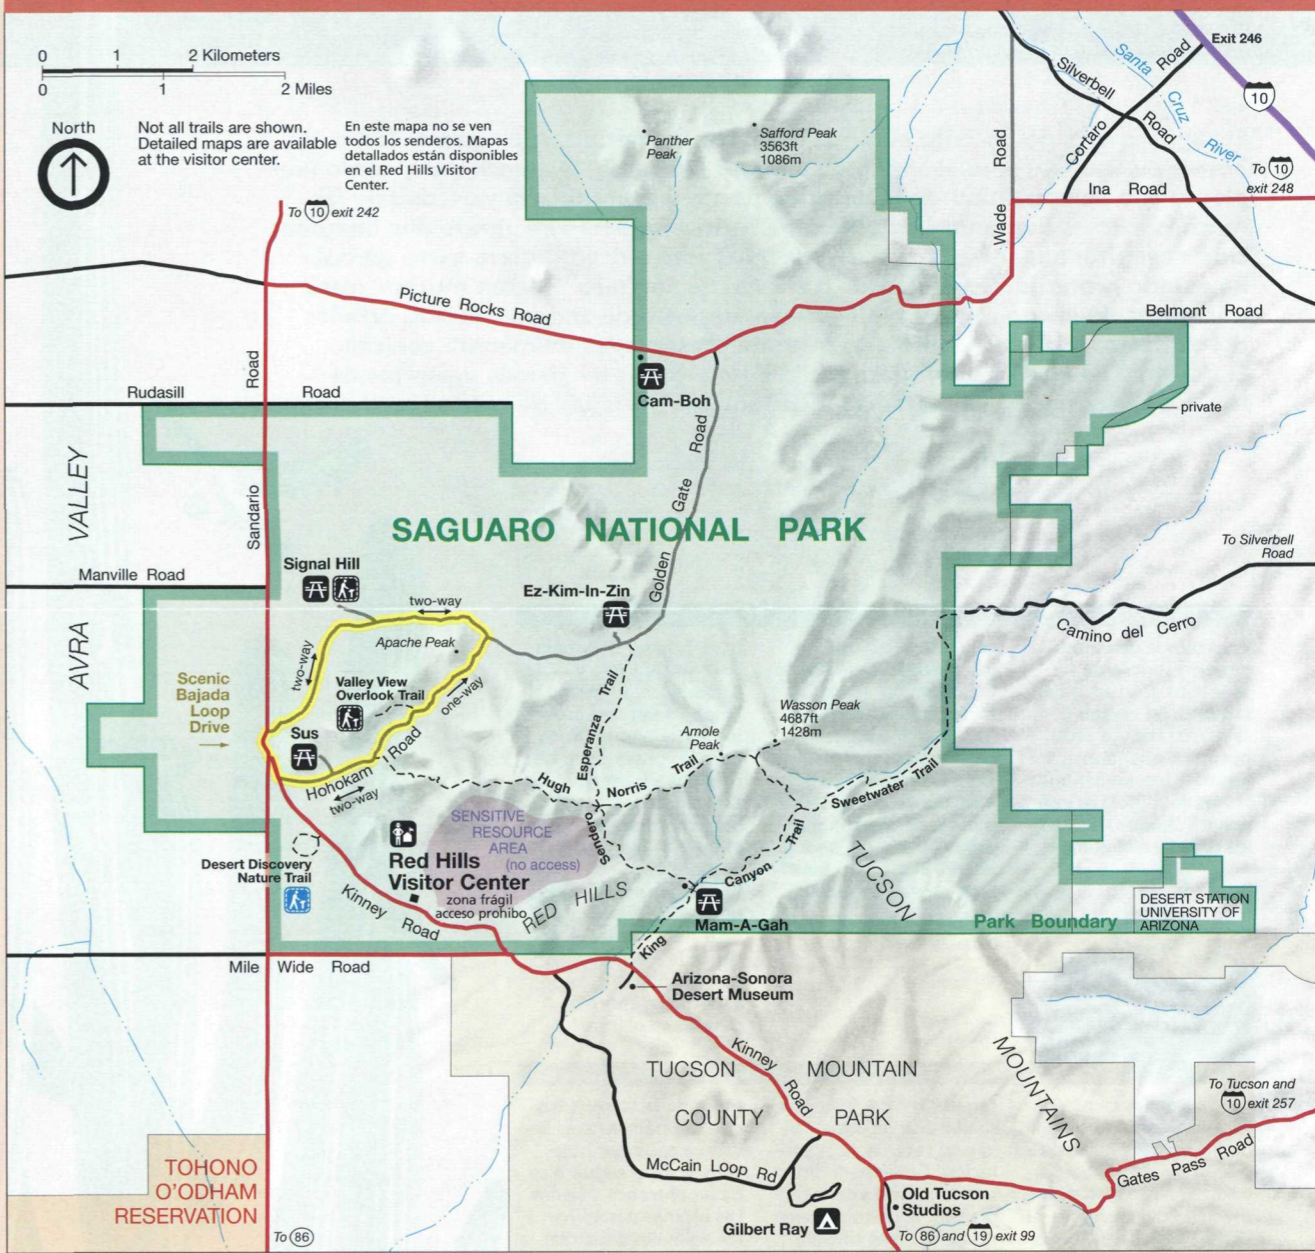 0 1 2 Kilometers
0 1 2 Miles
North
Not all trails are shown.
Detailed maps are available
at the visitor center.
En este mapa no se ven
todos los senderos. Mapas
detallados están disponibles
en el Red Hills Visitor
Center.
To 10 exit 242
Panther
Peak
Safford Peak
3563ft
1086m
Exit 246
10
Santa Cruz River
Silverbell Road
Cortaro Road
To 10
exit 248
Ina Road
Wade Road
Picture Rocks Road
Belmont Road
private
Rudasill Road
Sandario Road
Cam-Boh
Golden Gate Road
AVRA VALLEY
SAGUARO NATIONAL PARK
To Silverbell
Road
Manville Road
Signal Hill
two-way
Ez-Kim-In-Zin
Camino del Cerro
Apache Peak
two-way
Scenic
Bajada
Loop
Drive
Valley View
Overlook Trail
one-way
Sus
Hohokam Road
two-way
Wasson Peak
4687ft
1428m
Amole
Peak
Sendero Esperanza Trail
Hugh Norris Trail
Sweetwater Trail
SENSITIVE
RESOURCE
AREA
(no access)
Red Hills
Visitor Center
zona frágil
acceso prohibo
Desert Discovery
Nature Trail
Kinney Road
RED HILLS
King Canyon Trail
Mam-A-Gah
TUCSON MOUNTAINS
Park Boundary
DESERT STATION
UNIVERSITY OF
ARIZONA
Mile Wide Road
Arizona-Sonora
Desert Museum
Kinney Road
TUCSON MOUNTAIN
COUNTY PARK
To Tucson and
10 exit 257
Gates Pass Road
McCain Loop Rd
TOHONO
O'ODHAM
RESERVATION
Old Tucson
Studios
Gilbert Ray
To 86
To 86 and 19 exit 99